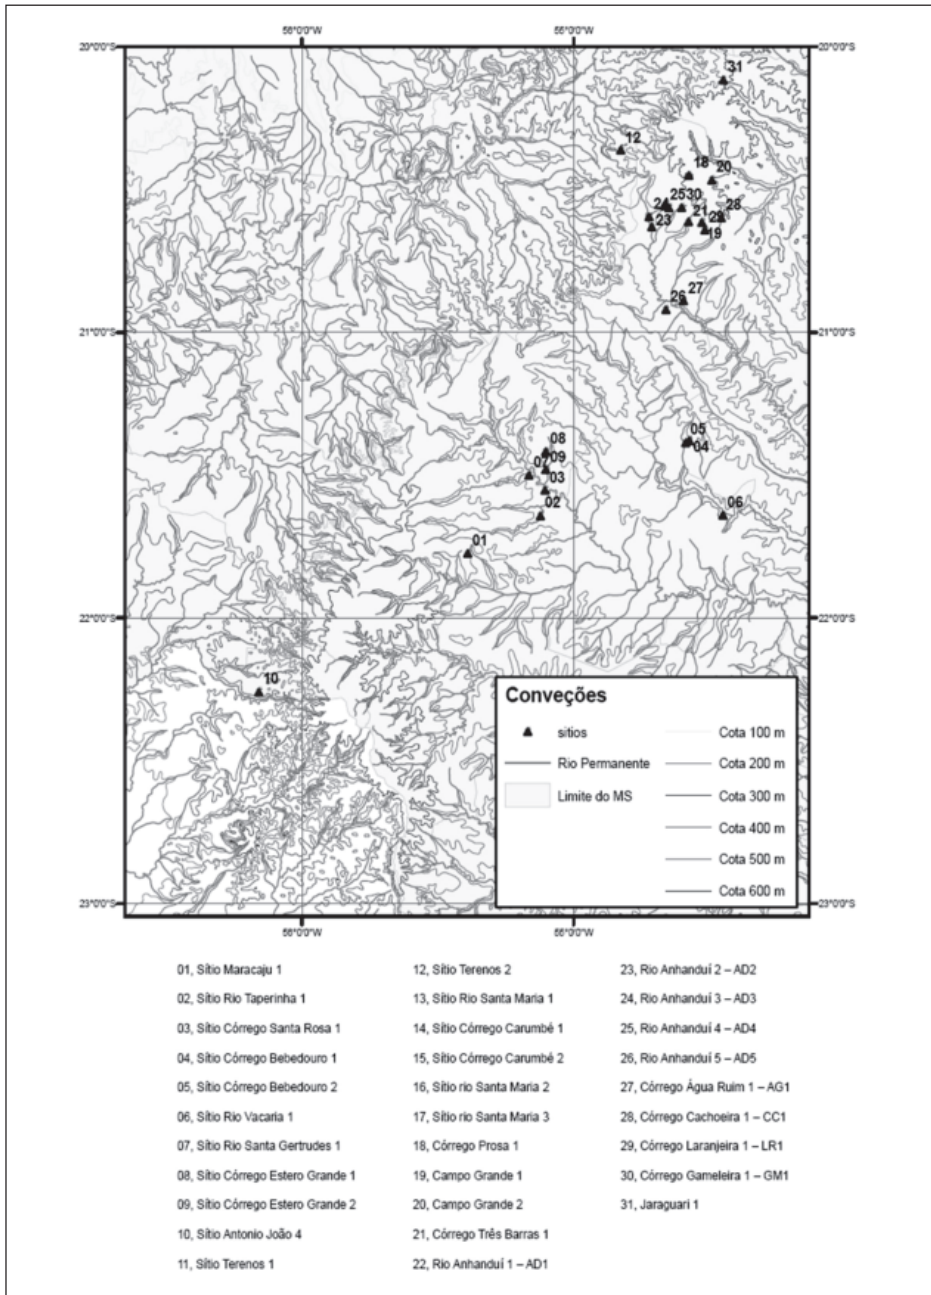 56°0'0"W 56°0'0"W
20°0'0"S 20°0'0"S
31
12
18
20
25 30
28
21
23
19
27
26
21°0'0"S 21°0'0"S
05
04
08
09
03
02
06
01
22°0'0"S 22°0'0"S
10
Conveções
sítios
Rio Permanente
Limite do MS
Cota 100 m
Cota 200 m
Cota 300 m
Cota 400 m
Cota 500 m
Cota 600 m
23°0'0"S 23°0'0"S
56°0'0"W 56°0'0"W
01, Sítio Maracaju 1
02, Sítio Rio Taperinha 1
03, Sítio Córrego Santa Rosa 1
04, Sítio Córrego Bebedouro 1
05, Sítio Córrego Bebedouro 2
06, Sítio Rio Vacaria 1
07, Sítio Rio Santa Gertrudes 1
08, Sítio Córrego Estero Grande 1
09, Sítio Córrego Estero Grande 2
10, Sítio Antonio João 4
11, Sítio Terenos 1
12, Sítio Terenos 2
13, Sítio Rio Santa Maria 1
14, Sítio Córrego Carumbé 1
15, Sítio Córrego Carumbé 2
16, Sítio rio Santa Maria 2
17, Sítio rio Santa Maria 3
18, Córrego Prosa 1
19, Campo Grande 1
20, Campo Grande 2
21, Córrego Três Barras 1
22, Rio Anhanduí 1 – AD1
23, Rio Anhanduí 2 – AD2
24, Rio Anhanduí 3 – AD3
25, Rio Anhanduí 4 – AD4
26, Rio Anhanduí 5 – AD5
27, Córrego Água Ruim 1 – AG1
28, Córrego Cachoeira 1 – CC1
29, Córrego Laranjeira 1 – LR1
30, Córrego Gameleira 1 – GM1
31, Jaraguari 1